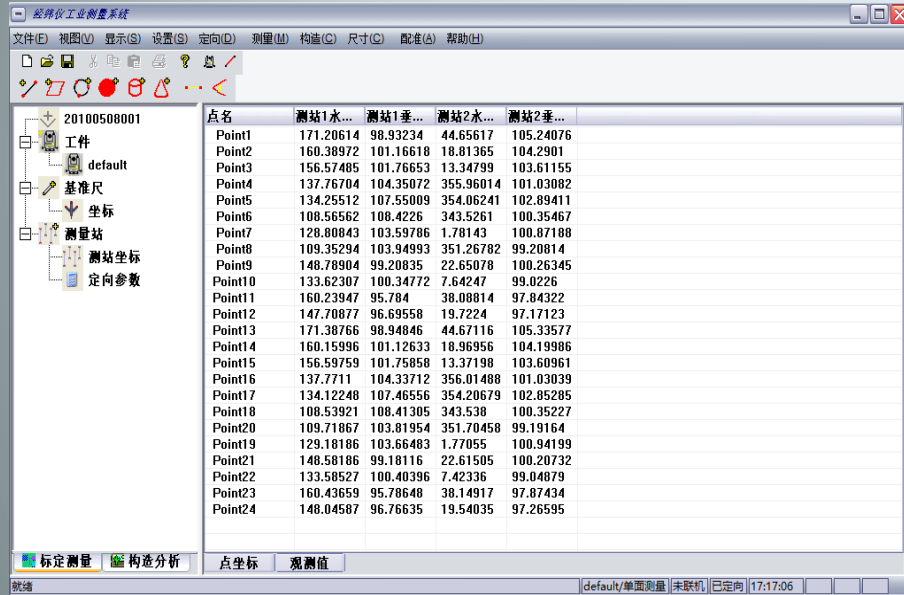 经纬仪工业测量系统
文件(F) 视图(V) 显示(S) 设置(S) 定向(D) 测量(M) 构造(C) 尺寸(C) 配准(A) 帮助(H)
20100508001
工件
default
基准尺
坐标
测量站
测站坐标
定向参数
点名 测站1水... 测站1垂... 测站2水... 测站2垂...
Point1 171.20614 98.93234 44.65617 105.24076
Point2 160.38972 101.16618 18.81365 104.2901
Point3 156.57485 101.76653 13.34799 103.61155
Point4 137.76704 104.35072 355.96014 101.03082
Point5 134.25512 107.55009 354.06241 102.89411
Point6 108.56562 108.4226 343.5261 100.35467
Point7 128.80843 103.59786 1.78143 100.87188
Point8 109.35294 103.94993 351.26782 99.20814
Point9 148.78904 99.20835 22.65078 100.26345
Point10 133.62307 100.34772 7.64247 99.0226
Point11 160.23947 95.784 38.08814 97.84322
Point12 147.70877 96.69558 19.7224 97.17123
Point13 171.38766 98.94846 44.67116 105.33577
Point14 160.15996 101.12633 18.96956 104.19986
Point15 156.59759 101.75858 13.37198 103.60961
Point16 137.7711 104.33712 356.01488 101.03039
Point17 134.12248 107.46556 354.20679 102.85285
Point18 108.53921 108.41305 343.538 100.35227
Point20 109.71867 103.81954 351.70458 99.19164
Point19 129.18186 103.66483 1.77055 100.94199
Point21 148.58186 99.18116 22.61505 100.20732
Point22 133.58527 100.40396 7.42336 99.04879
Point23 160.43659 95.78648 38.14917 97.87434
Point24 148.04587 96.76635 19.54035 97.26595
标定测量 构造分析 点坐标 观测值
就绪 default/单面测量 未联机 已定向 17:17:06